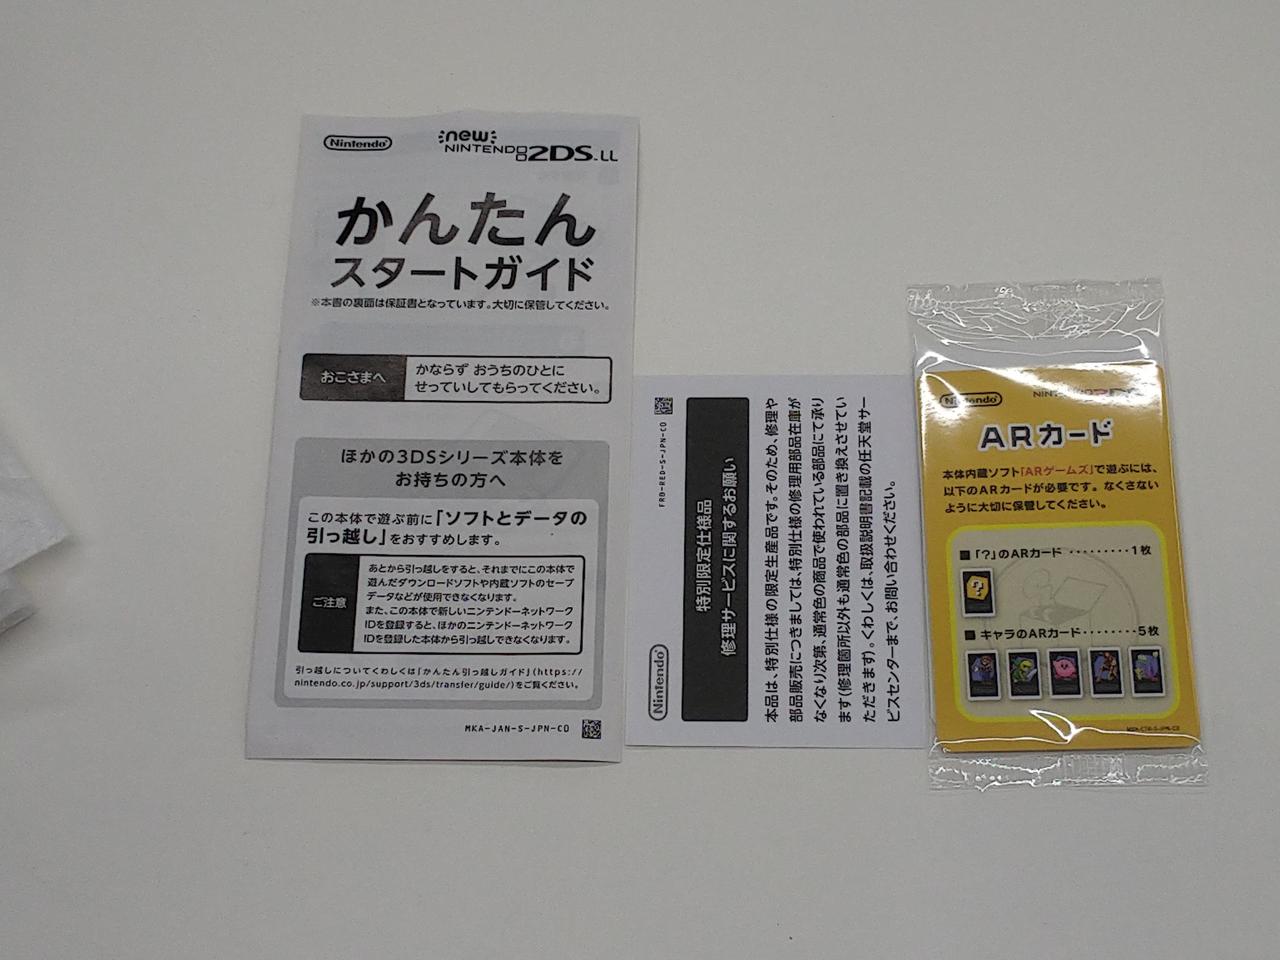 Nintendo
new
NINTENDO 2DS LL
かんたん
スタートガイド
※本書の裏面は保証書となっています。大切に保管してください。
おこさまへ
かならず おうちのひとに
せっていしてもらってください。
ほかの3DSシリーズ本体を
お持ちの方へ
この本体で遊ぶ前に「ソフトとデータの
引っ越し」をおすすめします。
ご注意
あとから引っ越しをすると、それまでにこの本体で
遊んだダウンロードソフトや内蔵ソフトのセーブ
データなどが使用できなくなります。
また、この本体で新しいニンテンドーネットワーク
IDを登録すると、ほかのニンテンドーネットワーク
IDを登録した本体から引っ越しできなくなります。
引っ越しについてくわしくは「かんたん引っ越しガイド」(https://
nintendo.co.jp/support/3ds/transfer/guide/)をご覧ください。
MKA-JAN-S-JPN-C0
Nintendo
FRB-RED-S-JPN-C0
特別限定仕様品
修理サービスに関するお願い
本品は、特別仕様の限定生産品です。そのため、修理や
部品販売につきましては、特別仕様の修理用部品在庫が
なくなり次第、通常色の商品で使われている部品にて承り
ます(修理箇所以外も通常色の部品に置き換えさせてい
ただきます)。くわしくは、取扱説明書記載の任天堂サー
ビスセンターまで、お問い合わせください。
Nintendo
ARカード
本体内蔵ソフト「ARゲームズ」で遊ぶには、
以下のARカードが必要です。なくさない
ように大切に保管してください。
■「?」のARカード ・・・・・・・・・1枚
■ キャラのARカード・・・・・・・・5枚